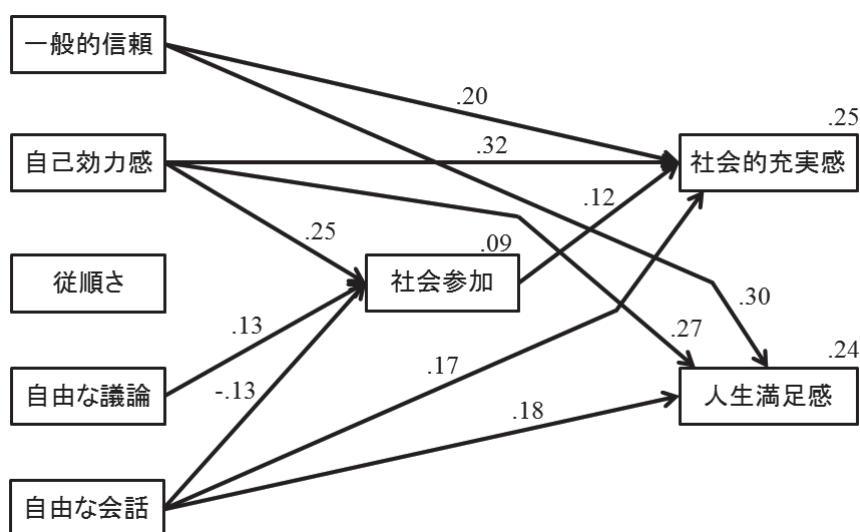 一般的信頼
.20
.25
自己効力感
.32
社会的充実感
.12
.25
.09
従順さ
社会参加
.30
.13
.27
.24
.17
自由な議論
-.13
人生満足感
.18
自由な会話